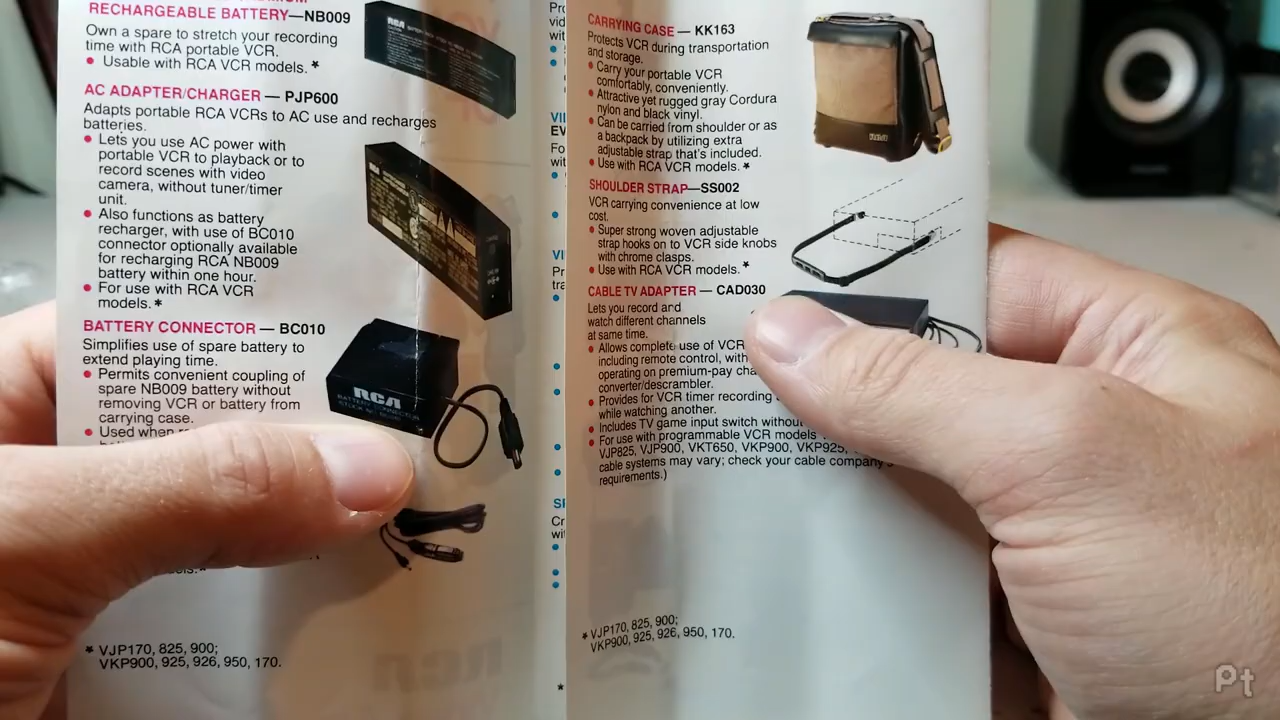 RECHARGEABLE BATTERY—NB009
Own a spare to stretch your recording
time with RCA portable VCR.
• Usable with RCA VCR models. *
AC ADAPTER/CHARGER — PJP600
Adapts portable RCA VCRs to AC use and recharges
batteries.
• Lets you use AC power with
portable VCR to playback or to
record scenes with video
camera, without tuner/timer
unit.
• Also functions as battery
recharger, with use of BC010
connector optionally available
for recharging RCA NB009
battery within one hour.
• For use with RCA VCR
models. *
BATTERY CONNECTOR — BC010
Simplifies use of spare battery to
extend playing time.
• Permits convenient coupling of
spare NB009 battery without
removing VCR or battery from
carrying case.
• Used when
RCA
RCA
BATTERY CONNECTOR
* VJP170, 825, 900;
VKP900, 925, 926, 950, 170.
CARRYING CASE — KK163
Protects VCR during transportation
and storage.
• Carry your portable VCR
comfortably, conveniently.
• Attractive yet rugged gray Cordura
nylon and black vinyl.
• Can be carried from shoulder or as
a backpack by utilizing extra
adjustable strap that's included.
• Use with RCA VCR models. *
RCA
SHOULDER STRAP—SS002
VCR carrying convenience at low
cost.
• Super strong woven adjustable
strap hooks on to VCR side knobs
with chrome clasps.
• Use with RCA VCR models. *
CABLE TV ADAPTER — CAD030
Lets you record and
watch different channels
at same time.
• Allows complete use of VCR
including remote control, with
operating on premium-pay
converter/descrambler.
• Provides for VCR timer recording
while watching another.
• Includes TV game input switch without
• For use with programmable VCR models
VJP825, VJP900, VKT650, VKP900, VKP925,
cable systems may vary; check your cable company's
requirements.)
* VJP170, 825, 900;
VKP900, 925, 926, 950, 170.
Pt